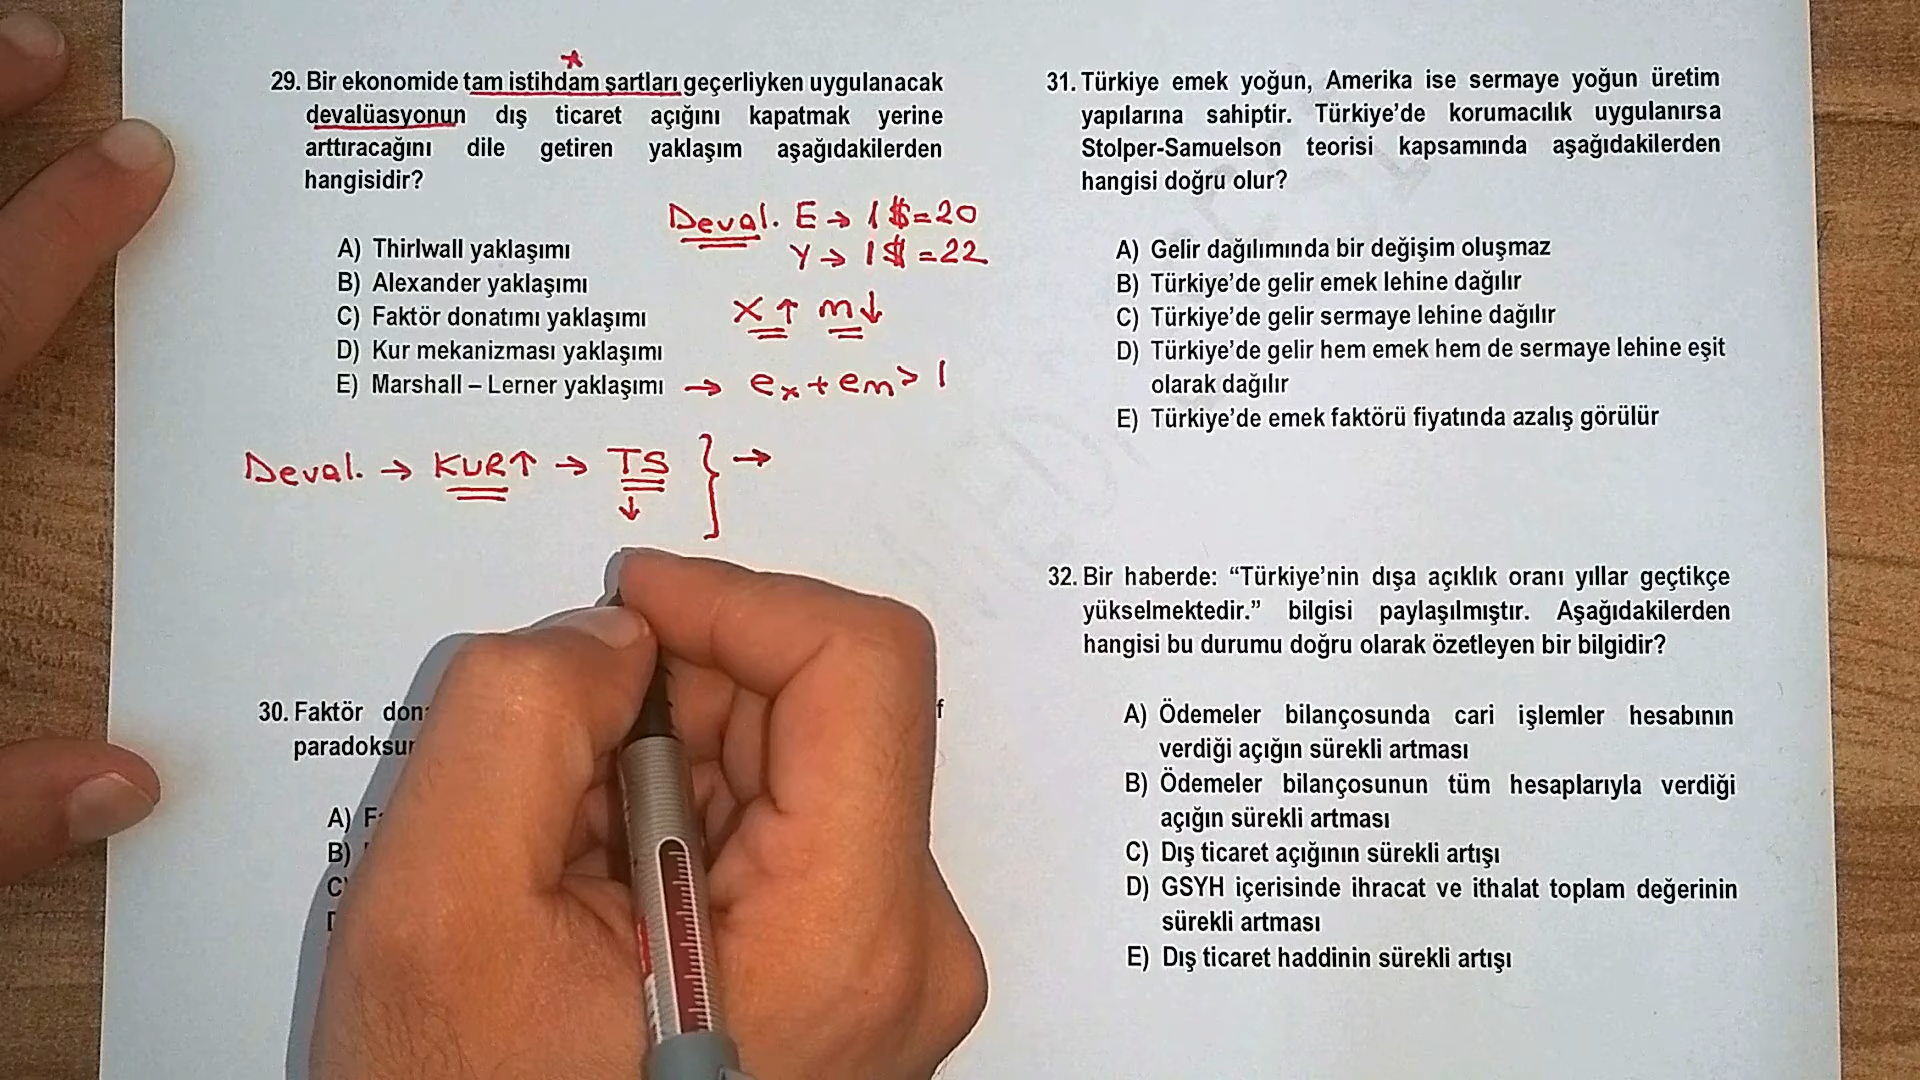 29. Bir ekonomide tam istihdam şartları geçerliyken uygulanacak
devalüasyonun dış ticaret açığını kapatmak yerine
arttıracağını dile getiren yaklaşım aşağıdakilerden
hangisidir?
Deval. E → 1$=20
Y → 1$=22
A) Thirlwall yaklaşımı
B) Alexander yaklaşımı
C) Faktör donatımı yaklaşımı
D) Kur mekanizması yaklaşımı
E) Marshall – Lerner yaklaşımı → ex+em> 1
X ↑ m↓
Deval. → KUR↑ → TS } →
↓
30. Faktör
paradoksu
A)
B)
31. Türkiye emek yoğun, Amerika ise sermaye yoğun üretim
yapılarına sahiptir. Türkiye’de korumacılık uygulanırsa
Stolper-Samuelson teorisi kapsamında aşağıdakilerden
hangisi doğru olur?
A) Gelir dağılımında bir değişim oluşmaz
B) Türkiye’de gelir emek lehine dağılır
C) Türkiye’de gelir sermaye lehine dağılır
D) Türkiye’de gelir hem emek hem de sermaye lehine eşit
olarak dağılır
E) Türkiye’de emek faktörü fiyatında azalış görülür
32. Bir haberde: “Türkiye’nin dışa açıklık oranı yıllar geçtikçe
yükselmektedir.” bilgisi paylaşılmıştır. Aşağıdakilerden
hangisi bu durumu doğru olarak özetleyen bir bilgidir?
A) Ödemeler bilançosunda cari işlemler hesabının
verdiği açığın sürekli artması
B) Ödemeler bilançosunun tüm hesaplarıyla verdiği
açığın sürekli artması
C) Dış ticaret açığının sürekli artışı
D) GSYH içerisinde ihracat ve ithalat toplam değerinin
sürekli artması
E) Dış ticaret haddinin sürekli artışı